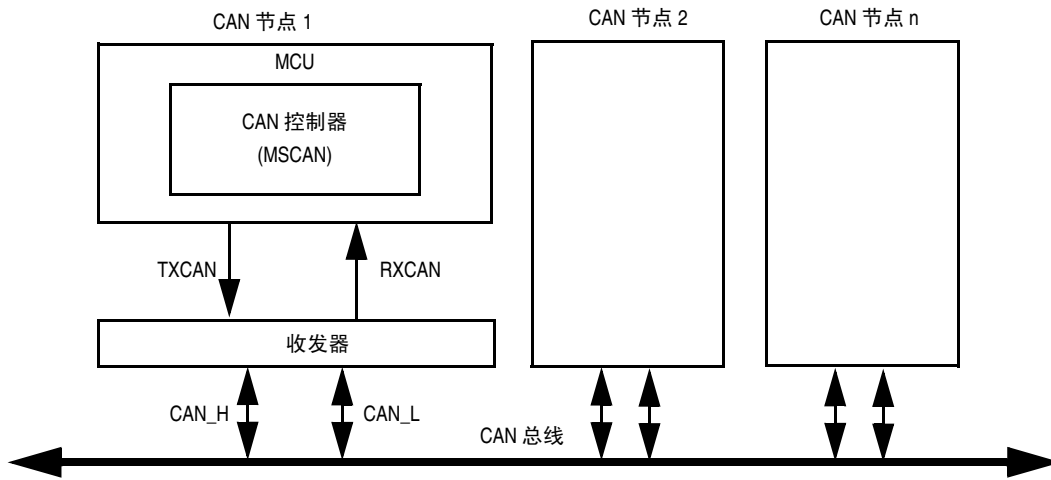 CAN 节点 1
CAN 节点 2
CAN 节点 n
MCU
CAN 控制器
(MSCAN)
TXCAN
RXCAN
收发器
CAN_H
CAN_L
CAN 总线